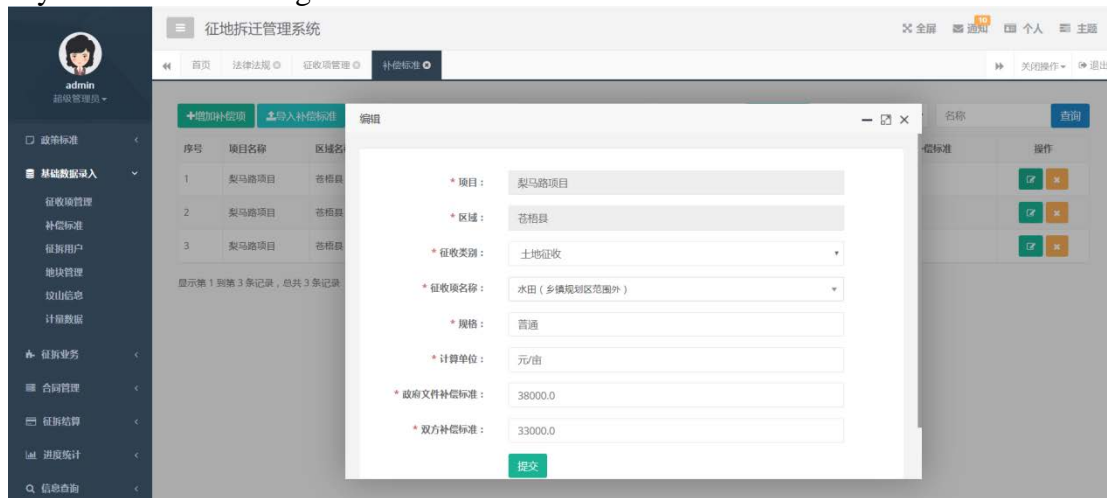 征地拆迁管理系统
全屏 通知 10 个人 主题
首页 法律法规 征收项管理 补偿标准 关闭操作 退出
admin
超级管理员
政策标准
基础数据录入
征收项管理
补偿标准
征拆用户
地块管理
坟山信息
计量数据
征拆业务
合同管理
征拆结算
进度统计
信息查询
+增加补偿项 导入补偿标准 名称 查询
序号 项目名称 区域名 偿标准 操作
1 梨马路项目 苍梧县
2 梨马路项目 苍梧县
3 梨马路项目 苍梧县
显示第 1 到第 3 条记录，总共 3 条记录
编辑
* 项目： 梨马路项目
* 区域： 苍梧县
* 征收类别： 土地征收
* 征收项名称： 水田（乡镇规划区范围外）
* 规格： 普通
* 计算单位： 元/亩
* 政府文件补偿标准： 38000.0
* 双方补偿标准： 33000.0
提交